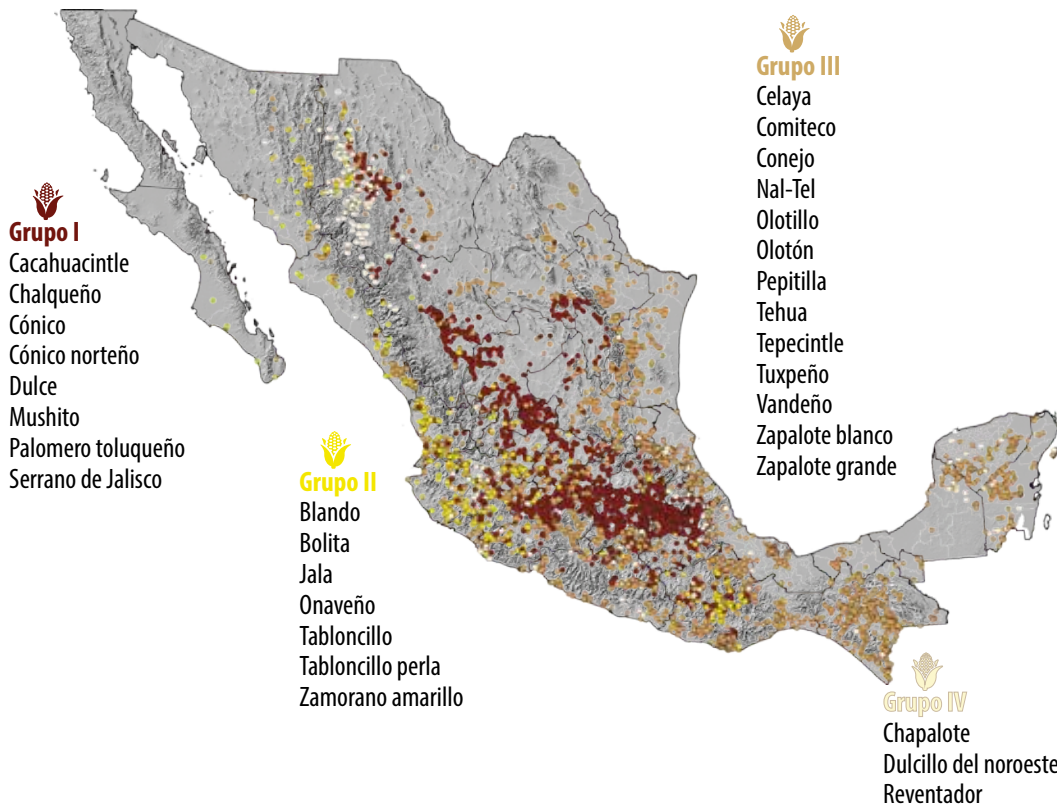 Grupo I
Cacahuacintle
Chalqueño
Cónico
Cónico norteño
Dulce
Mushito
Palomero toluqueño
Serrano de Jalisco
Grupo II
Blando
Bolita
Jala
Onaveño
Tabloncillo
Tabloncillo perla
Zamorano amarillo
Grupo III
Celaya
Comiteco
Conejo
Nal-Tel
Olotillo
Olotón
Pepitilla
Tehua
Tepecintle
Tuxpeño
Vandeño
Zapalote blanco
Zapalote grande
Grupo IV
Chapalote
Dulcillo del noroeste
Reventador